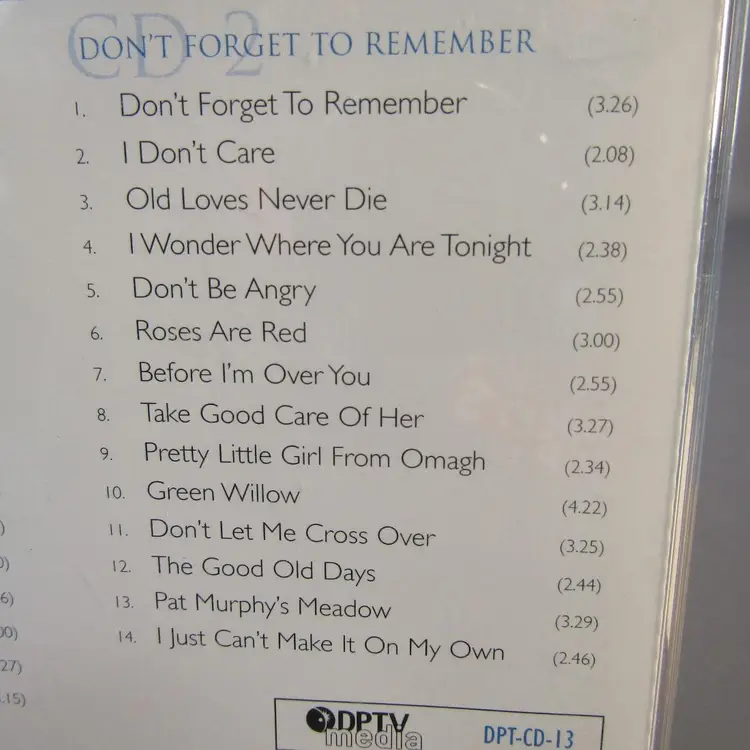 CD 2
DON'T FORGET TO REMEMBER
1. Don't Forget To Remember (3.26)
2. I Don't Care (2.08)
3. Old Loves Never Die (3.14)
4. I Wonder Where You Are Tonight (2.38)
5. Don't Be Angry (2.55)
6. Roses Are Red (3.00)
7. Before I'm Over You (2.55)
8. Take Good Care Of Her (3.27)
9. Pretty Little Girl From Omagh (2.34)
10. Green Willow (4.22)
11. Don't Let Me Cross Over (3.25)
12. The Good Old Days (2.44)
13. Pat Murphy's Meadow (3.29)
14. I Just Can't Make It On My Own (2.46)
DPTV
media
DPT-CD-13